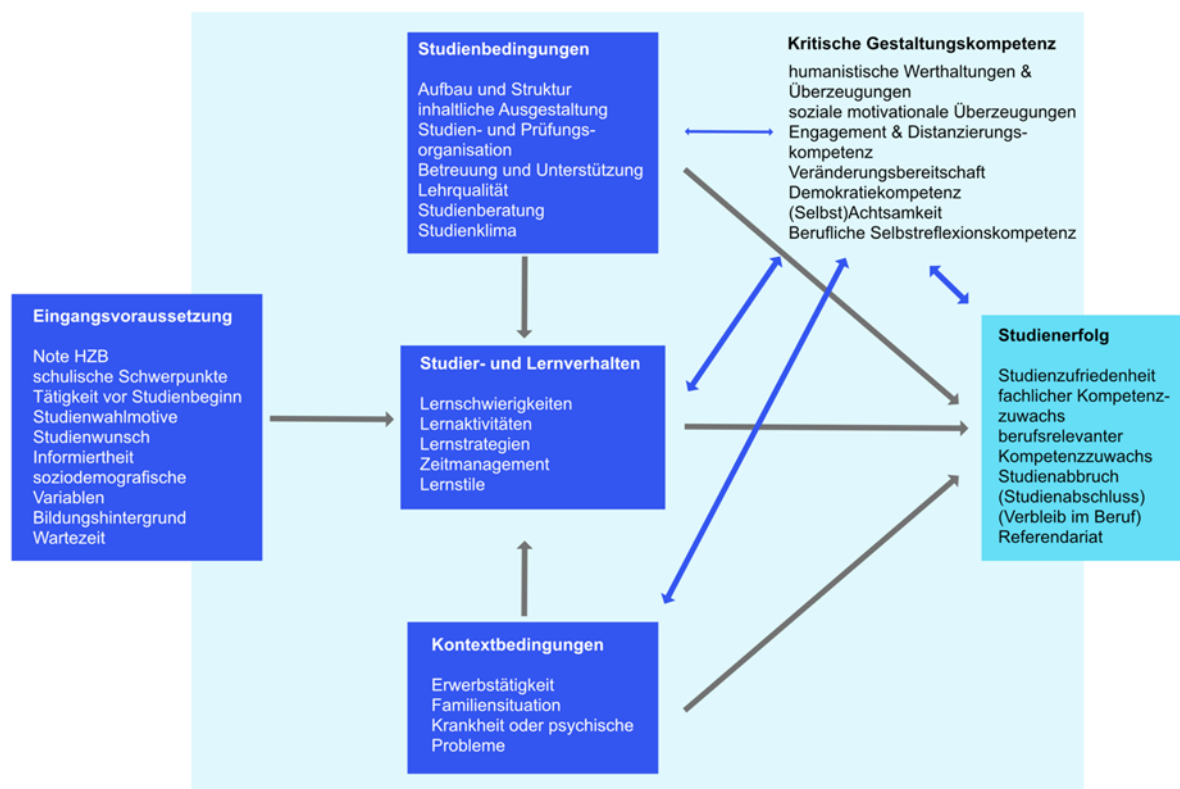 Studienbedingungen
Aufbau und Struktur
inhaltliche Ausgestaltung
Studien- und Prüfungs-
organisation
Betreuung und Unterstützung
Lehrqualität
Studienberatung
Studienklima
Kritische Gestaltungskompetenz
humanistische Werthaltungen &
Überzeugungen
soziale motivationale Überzeugungen
Engagement & Distanzierungs-
kompetenz
Veränderungsbereitschaft
Demokratiekompetenz
(Selbst)Achtsamkeit
Berufliche Selbstreflexionskompetenz
Eingangsvoraussetzung
Note HZB
schulische Schwerpunkte
Tätigkeit vor Studienbeginn
Studienwahlmotive
Studienwunsch
Informiertheit
soziodemografische
Variablen
Bildungshintergrund
Wartezeit
Studier- und Lernverhalten
Lernschwierigkeiten
Lernaktivitäten
Lernstrategien
Zeitmanagement
Lernstile
Studienerfolg
Studienzufriedenheit
fachlicher Kompetenz-
zuwachs
berufsrelevanter
Kompetenzzuwachs
Studienabbruch
(Studienabschluss)
(Verbleib im Beruf)
Referendariat
Kontextbedingungen
Erwerbstätigkeit
Familiensituation
Krankheit oder psychische
Probleme